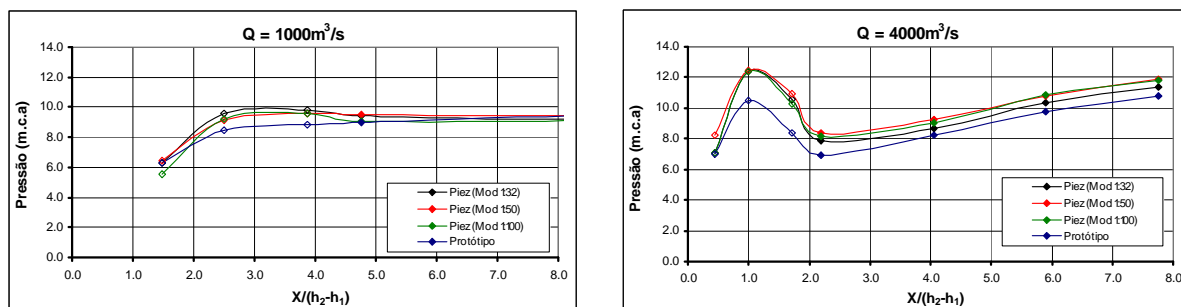 Q = 1000m³/s
Pressão (m.c.a)
14.0
12.0
10.0
8.0
6.0
4.0
2.0
0.0
0.0 1.0 2.0 3.0 4.0 5.0 6.0 7.0 8.0
X/(h₂-h₁)
Piez (Mod 1:32)
Piez (Mod 1:50)
Piez (Mod 1:100)
Protótipo
Q = 4000m³/s
Pressão (m.c.a)
14.0
12.0
10.0
8.0
6.0
4.0
2.0
0.0
0.0 1.0 2.0 3.0 4.0 5.0 6.0 7.0 8.0
X/(h₂-h₁)
Piez (Mod 1:32)
Piez (Mod 1:50)
Piez (Mod 1:100)
Protótipo